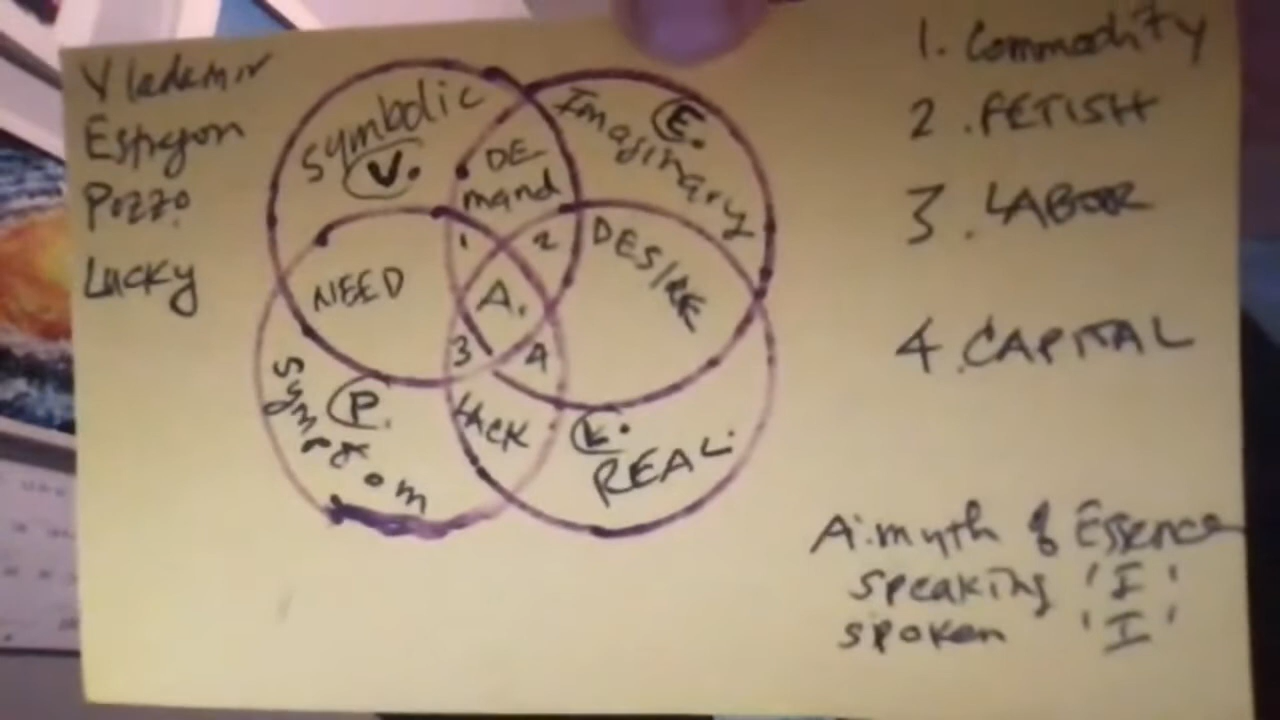 Vlademir
Estragon
Pozzo.
Lucky
Symbolic
V.
DE
mand
Imaginary
E.
1
2
NEED
A.
DESIRE
3
4
Symptom
P.
LACK
L.
REAL.
1. Commodity
2. FETISH
3. LABOR
4. CAPITAL
A: myth of Essence
speaking 'I'
spoken 'I'